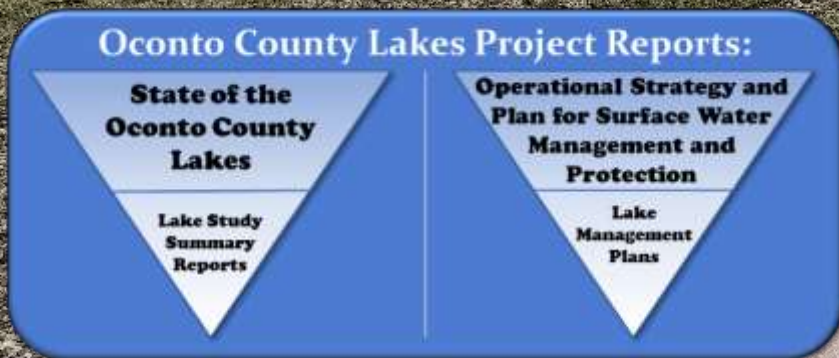 Oconto County Lakes Project Reports:
State of the
Oconto County
Lakes
Lake Study
Summary
Reports
Operational Strategy and
Plan for Surface Water
Management and
Protection
Lake
Management
Plans